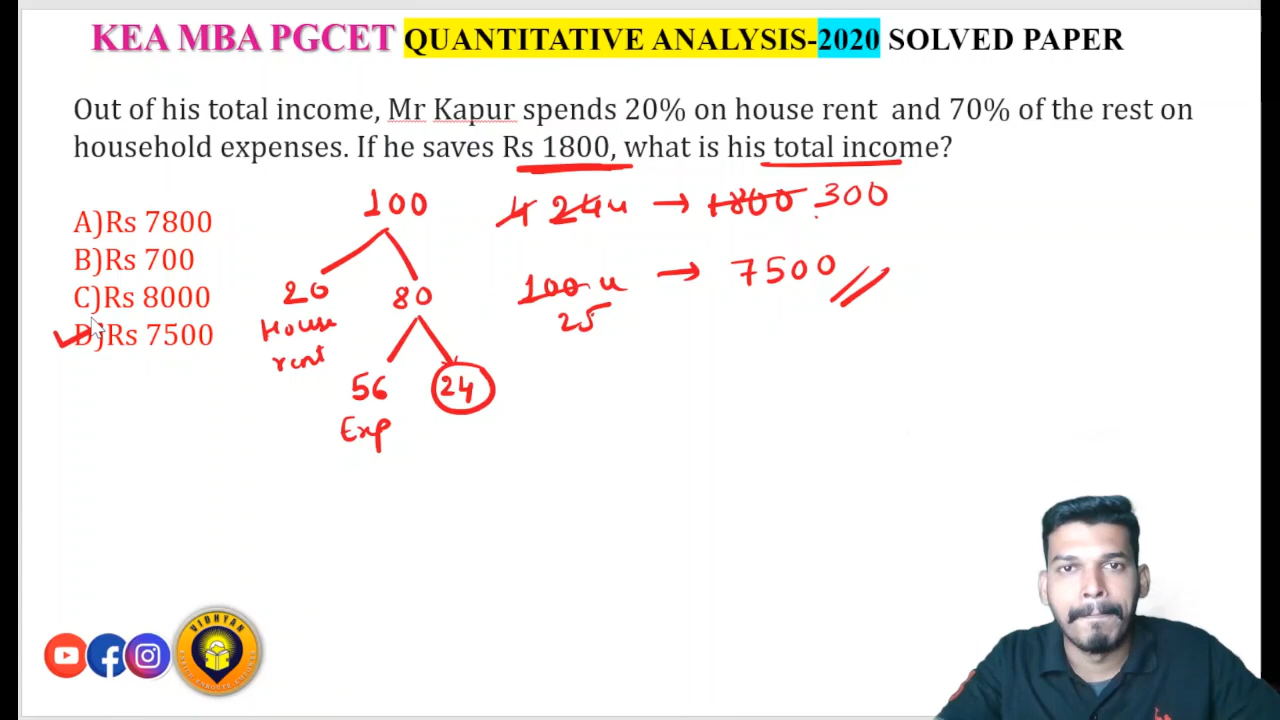 KEA MBA PGCET QUANTITATIVE ANALYSIS-2020 SOLVED PAPER
Out of his total income, Mr Kapur spends 20% on house rent and 70% of the rest on
household expenses. If he saves Rs 1800, what is his total income?
A)Rs 7800
B)Rs 700
C)Rs 8000
D)Rs 7500
100
20 80
House
rent
56 24
Exp
4 24u → 1800 300
100 u → 7500
25
VIDHYAN